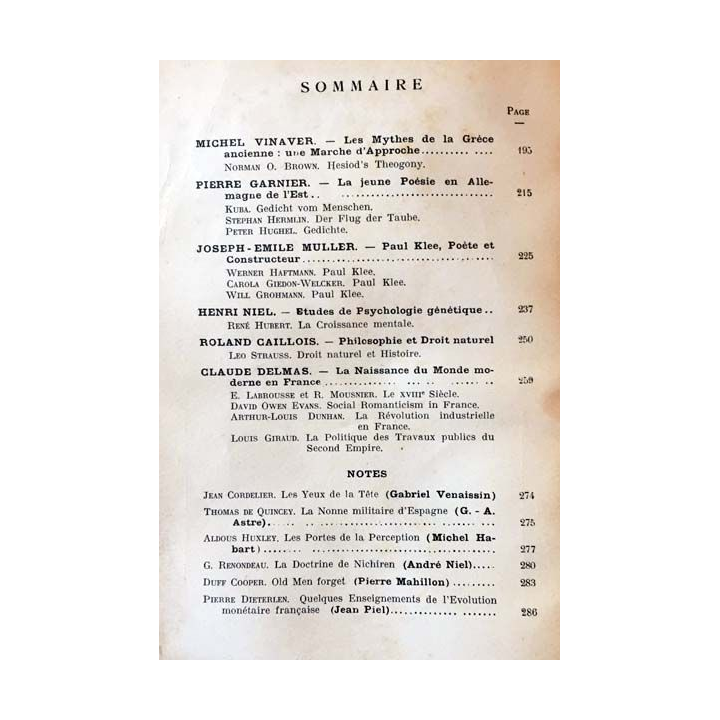 SOMMAIRE
PAGE
MICHEL VINAVER. — Les Mythes de la Grèce
ancienne : une Marche d'Approche.......... .... 195
NORMAN O. BROWN. Hesiod's Theogony.
PIERRE GARNIER. — La jeune Poésie en Alle-
magne de l'Est.. ........................ 215
KUBA. Gedicht vom Menschen.
STEPHAN HERMLIN. Der Flug der Taube.
PETER HUGHEL. Gedichte.
JOSEPH-EMILE MULLER. — Paul Klee, Poète et
Constructeur........................................ 225
WERNER HAFTMANN. Paul Klee.
CAROLA GIEDON-WELCKER. Paul Klee.
WILL GROHMANN. Paul Klee.
HENRI NIEL. — Etudes de Psychologie génétique.. 237
RENÉ HUBERT. La Croissance mentale.
ROLAND CAILLOIS. — Philosophie et Droit naturel 250
LEO STRAUSS. Droit naturel et Histoire.
CLAUDE DELMAS. — La Naissance du Monde mo-
derne en France ................. ... .. ...... .. 259
E. LABROUSSE et R. MOUSNIER. Le XVIIIe Siècle.
DAVID OWEN EVANS. Social Romanticism in France.
ARTHUR-LOUIS DUNHAN. La Révolution industrielle
en France.
LOUIS GIRAUD. La Politique des Travaux publics du
Second Empire.
NOTES
JEAN CORDELIER. Les Yeux de la Tête (Gabriel Venaissin) 274
THOMAS DE QUINCEY. La Nonne militaire d'Espagne (G. - A.
Astre). .. .. ............................ 275
ALDOUS HUXLEY. Les Portes de la Perception (Michel Ha-
bart)................................ 277
G. RENONDEAU. La Doctrine de Nichiren (André Niel)..... 280
DUFF COOPER. Old Men forget (Pierre Mahillon) ......... 283
PIERRE DIETERLEN. Quelques Enseignements de l'Evolution
monétaire française (Jean Piel).............. ....... 286